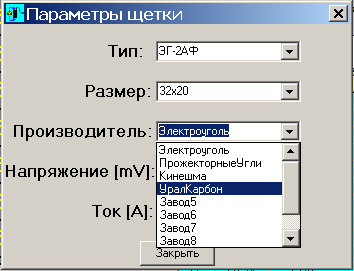 Параметры щетки
Тип: ЭГ-2АФ
Размер: 32x20
Производитель: Электроуголь
Электроуголь
ПрожекторныеУгли
Напряжение [mV] Кинешма
УралКарбон
Завод5
Ток [A]: Завод6
Завод7
Завод8
Закрыть